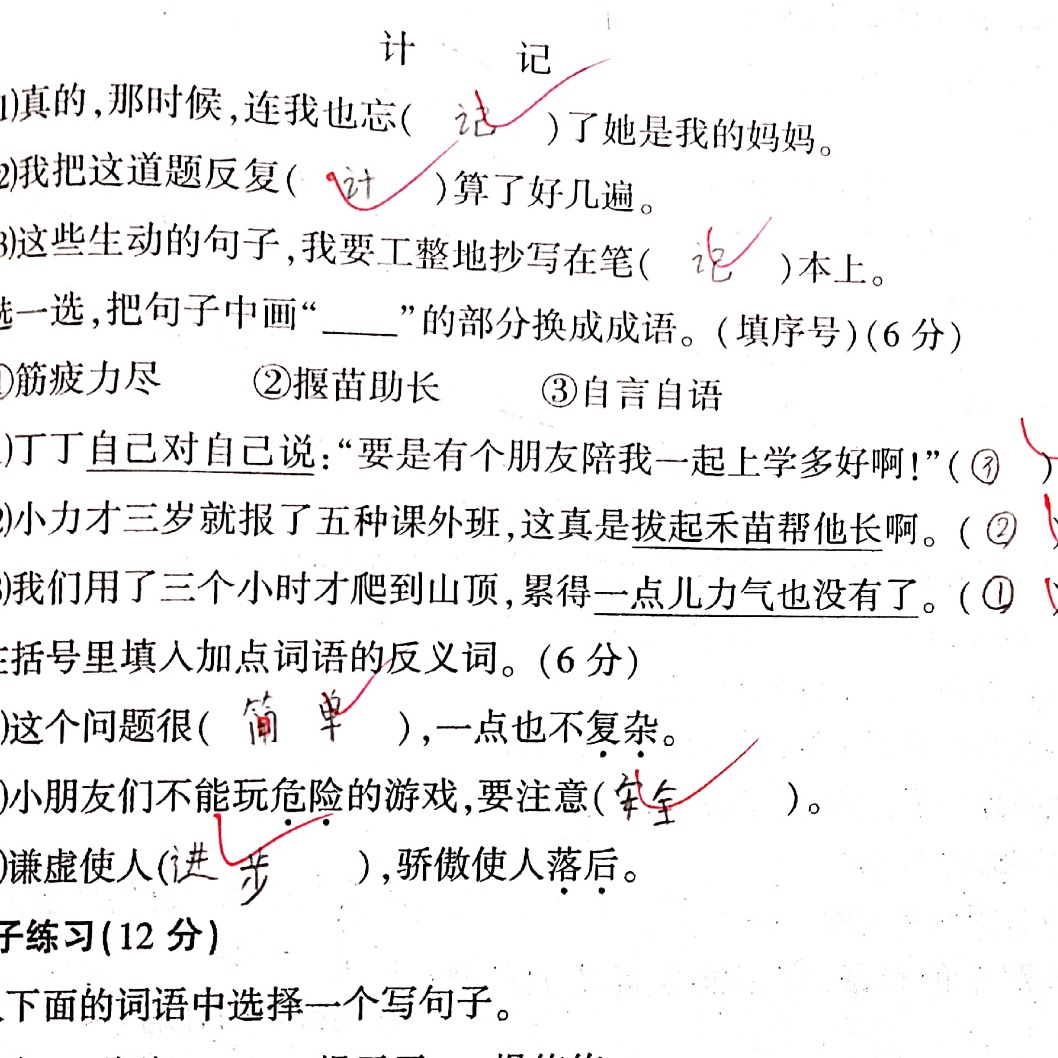 计 记
1)真的,那时候,连我也忘( 记 )了她是我的妈妈。
2)我把这道题反复( 计 )算了好几遍。
3)这些生动的句子,我要工整地抄写在笔( 记 )本上。
选一选,把句子中画“____”的部分换成成语。(填序号)(6分)
①筋疲力尽 ②揠苗助长 ③自言自语
)丁丁自己对自己说:“要是有个朋友陪我一起上学多好啊!”( ③ )
2)小力才三岁就报了五种课外班,这真是拔起禾苗帮他长啊。( ② )
3)我们用了三个小时才爬到山顶,累得一点儿力气也没有了。( ① )
在括号里填入加点词语的反义词。(6分)
)这个问题很( 简单 ),一点也不复杂。
)小朋友们不能玩危险的游戏,要注意( 安全 )。
)谦虚使人( 进步 ),骄傲使人落后。
子练习(12分)
下面的词语中选择一个写句子。